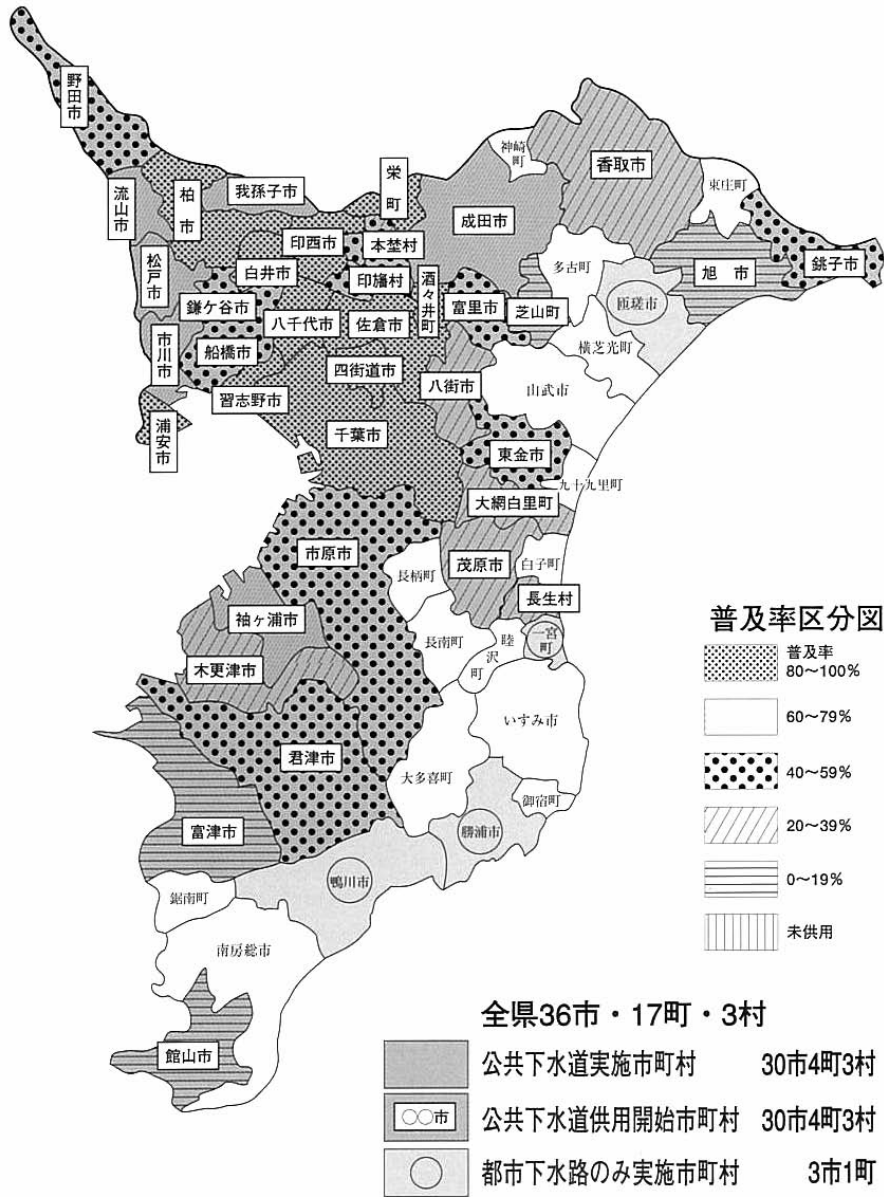 野田市
流山市
柏市
我孫子市
栄町
神崎町
香取市
東庄町
成田市
印西市
本埜村
松戸市
白井市
印旛村
酒々井町
多古町
旭市
銚子市
鎌ケ谷市
富里市
芝山町
匝瑳市
市川市
八千代市
佐倉市
船橋市
横芝光町
四街道市
八街市
山武市
習志野市
浦安市
千葉市
東金市
九十九里町
大網白里町
市原市
長柄町
茂原市
白子町
長生村
袖ヶ浦市
長南町
睦沢町
一宮町
木更津市
いすみ市
君津市
大多喜町
御宿町
富津市
勝浦市
鴨川市
鋸南町
南房総市
館山市
普及率区分図
普及率
80～100%
60～79%
40～59%
20～39%
0～19%
未供用
全県36市・17町・3村
公共下水道実施市町村 30市4町3村
○○市 公共下水道供用開始市町村 30市4町3村
都市下水路のみ実施市町村 3市1町